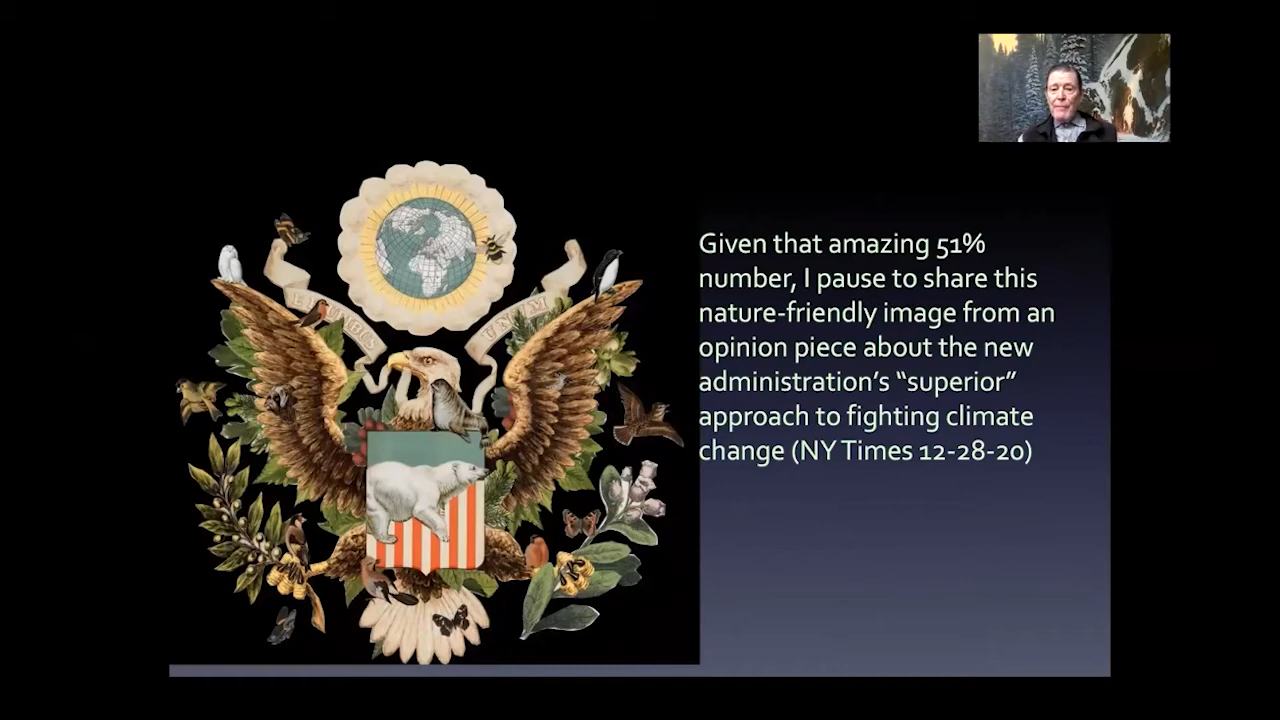 UNUM
Given that amazing 51%
number, I pause to share this
nature-friendly image from an
opinion piece about the new
administration’s “superior”
approach to fighting climate
change (NY Times 12-28-20)